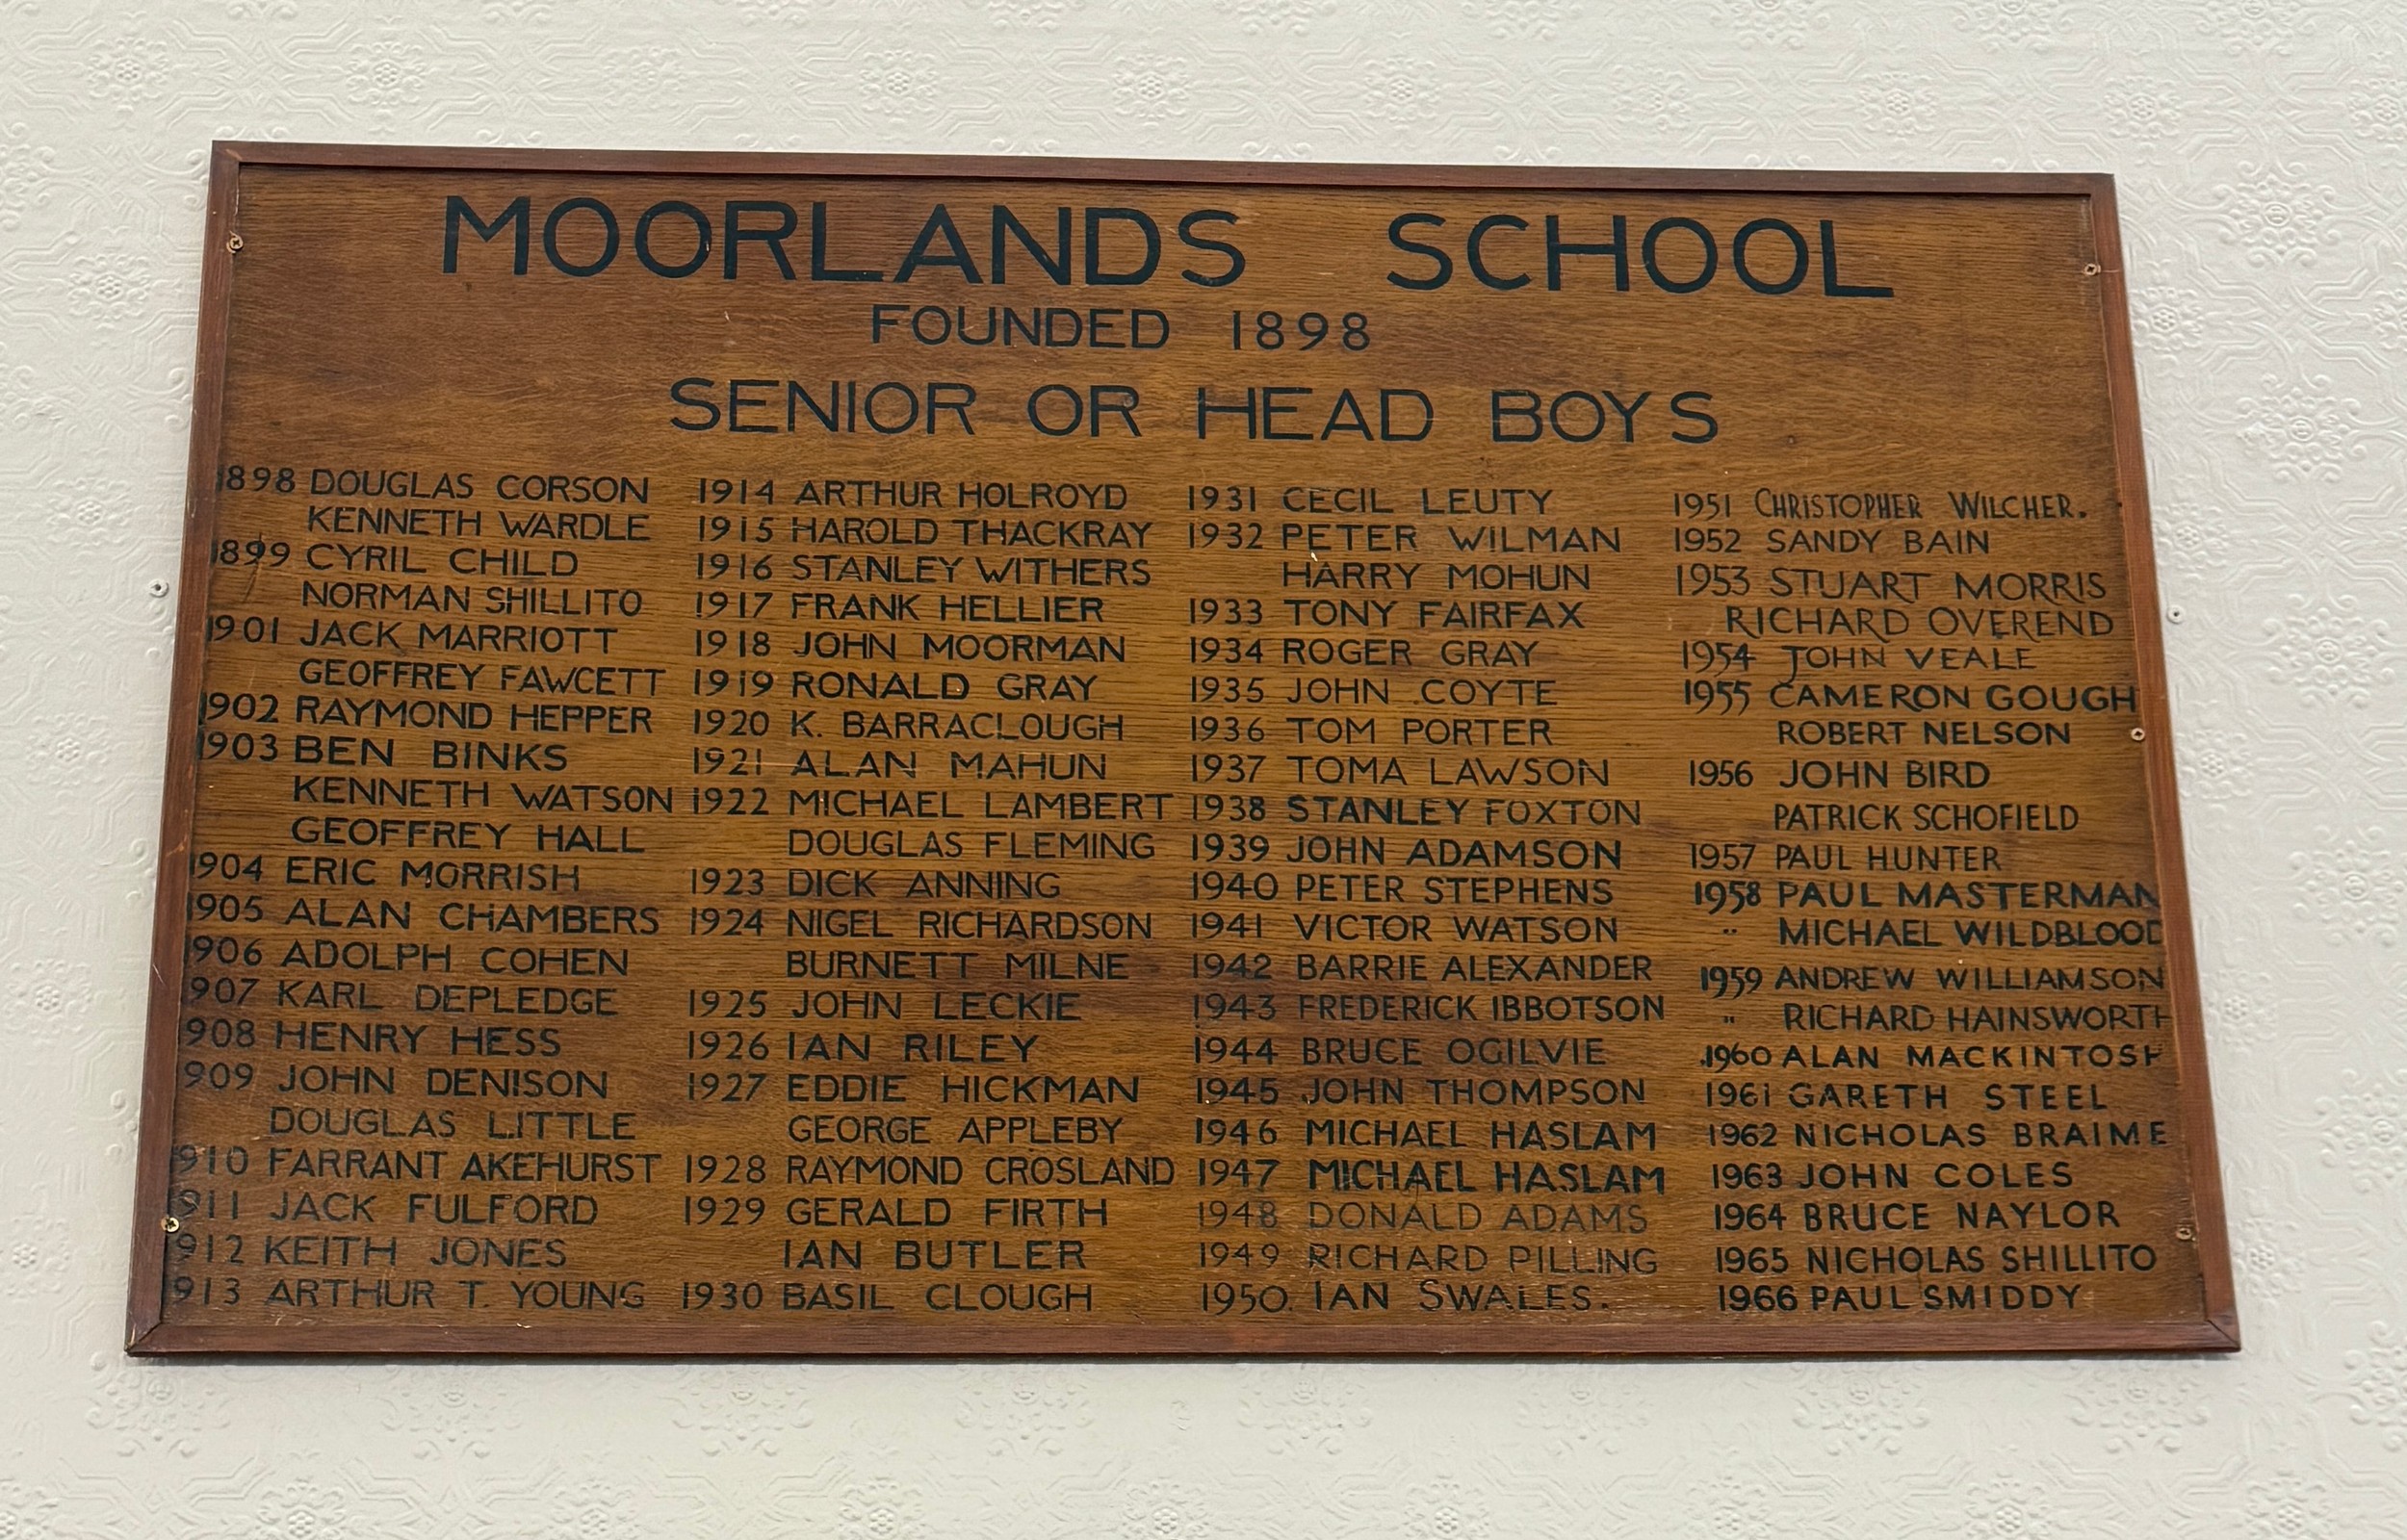 MOORLANDS SCHOOL
FOUNDED 1898
SENIOR OR HEAD BOYS
1898 DOUGLAS CORSON
KENNETH WARDLE
1899 CYRIL CHILD
NORMAN SHILLITO
1901 JACK MARRIOTT
GEOFFREY FAWCETT
1902 RAYMOND HEPPER
1903 BEN BINKS
KENNETH WATSON
GEOFFREY HALL
1904 ERIC MORRISH
1905 ALAN CHAMBERS
1906 ADOLPH COHEN
1907 KARL DEPLEDGE
1908 HENRY HESS
1909 JOHN DENISON
DOUGLAS LITTLE
1910 FARRANT AKEHURST
1911 JACK FULFORD
1912 KEITH JONES
1913 ARTHUR T. YOUNG
1914 ARTHUR HOLROYD
1915 HAROLD THACKRAY
1916 STANLEY WITHERS
1917 FRANK HELLIER
1918 JOHN MOORMAN
1919 RONALD GRAY
1920 K. BARRACLOUGH
1921 ALAN MAHUN
1922 MICHAEL LAMBERT
DOUGLAS FLEMING
1923 DICK ANNING
1924 NIGEL RICHARDSON
BURNETT MILNE
1925 JOHN LECKIE
1926 IAN RILEY
1927 EDDIE HICKMAN
GEORGE APPLEBY
1928 RAYMOND CROSLAND
1929 GERALD FIRTH
IAN BUTLER
1930 BASIL CLOUGH
1931 CECIL LEUTY
1932 PETER WILMAN
HARRY MOHUN
1933 TONY FAIRFAX
1934 ROGER GRAY
1935 JOHN COYTE
1936 TOM PORTER
1937 TOMA LAWSON
1938 STANLEY FOXTON
1939 JOHN ADAMSON
1940 PETER STEPHENS
1941 VICTOR WATSON
1942 BARRIE ALEXANDER
1943 FREDERICK IBBOTSON
1944 BRUCE OGILVIE
1945 JOHN THOMPSON
1946 MICHAEL HASLAM
1947 MICHAEL HASLAM
1948 DONALD ADAMS
1949 RICHARD PILLING
1950. IAN SWALES.
1951 CHRISTOPHER WILCHER.
1952 SANDY BAIN
1953 STUART MORRIS
RICHARD OVEREND
1954 JOHN VEALE
1955 CAMERON GOUGH
ROBERT NELSON
1956 JOHN BIRD
PATRICK SCHOFIELD
1957 PAUL HUNTER
1958 PAUL MASTERMAN
" MICHAEL WILDBLOOD
1959 ANDREW WILLIAMSON
" RICHARD HAINSWORTH
1960 ALAN MACKINTOSH
1961 GARETH STEEL
1962 NICHOLAS BRAIME
1963 JOHN COLES
1964 BRUCE NAYLOR
1965 NICHOLAS SHILLITO
1966 PAUL SMIDDY